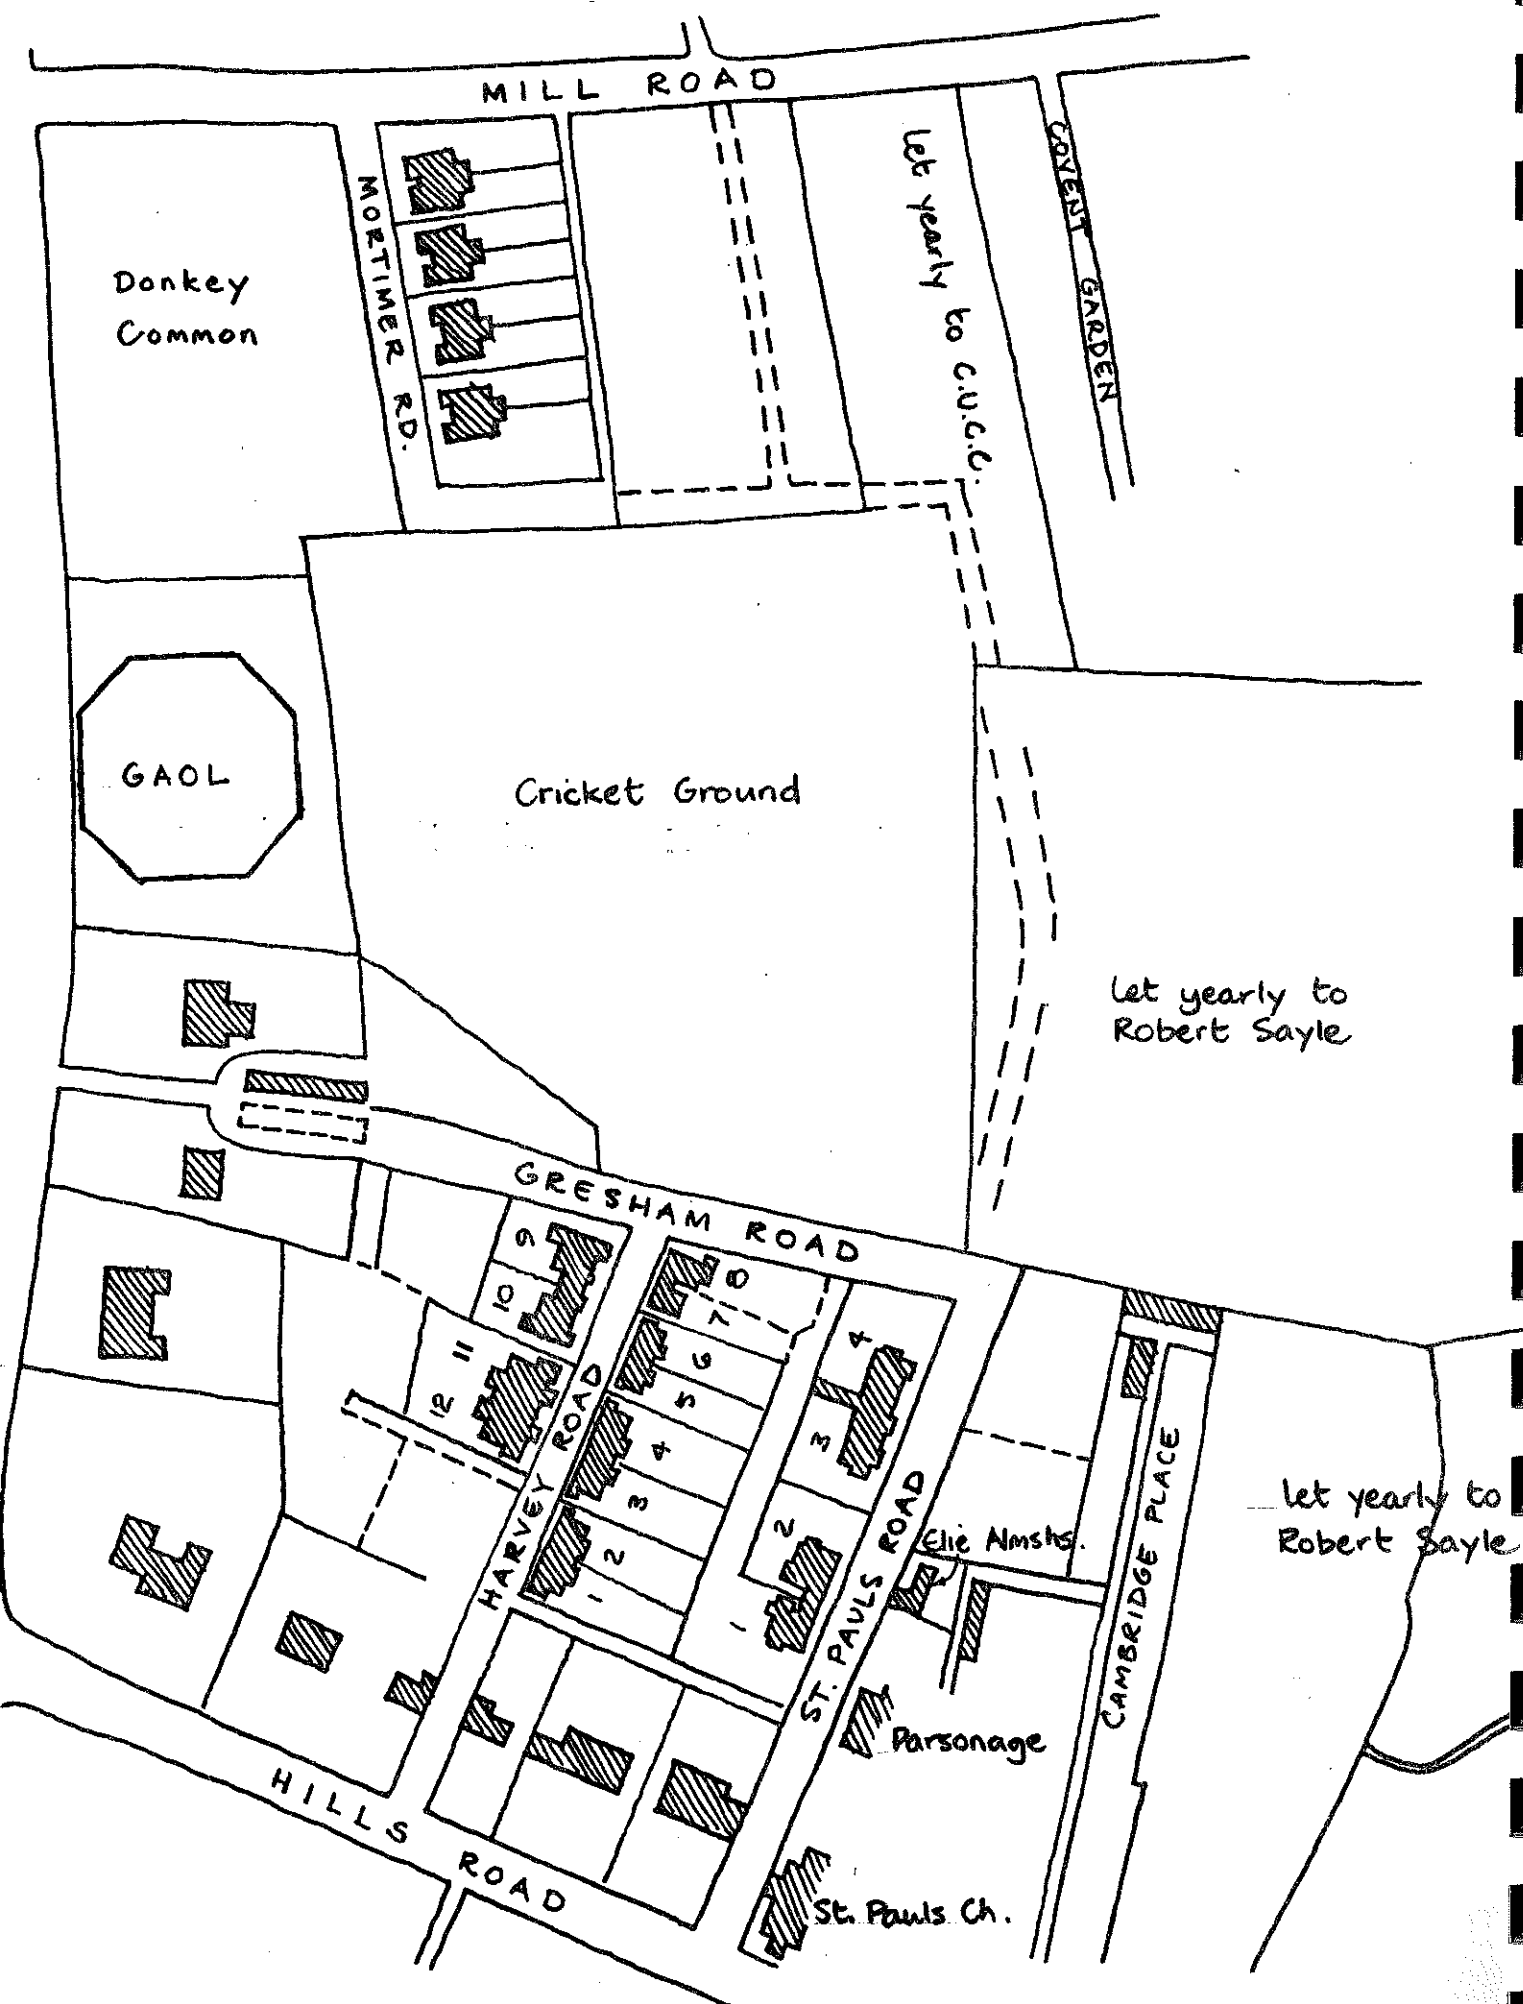 MILL ROAD
COVENT GARDEN
let yearly to C.U.C.C.
MORTIMER RD.
Donkey
Common
GAOL
Cricket Ground
let yearly to
Robert Sayle
GRESHAM ROAD
9
10
11
12
8
7
6
5
4
3
2
1
4
3
2
1
HARVEY ROAD
ST. PAULS ROAD
Elie Almshs.
CAMBRIDGE PLACE
let yearly to
Robert Sayle
Parsonage
HILLS ROAD
St. Pauls Ch.